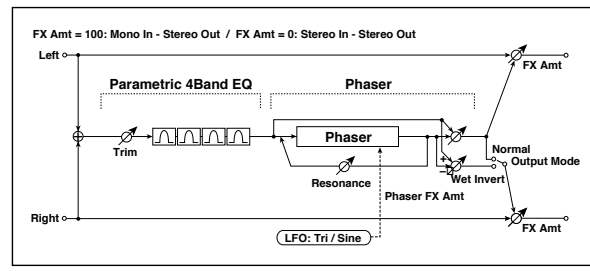 FX Amt = 100: Mono In - Stereo Out / FX Amt = 0: Stereo In - Stereo Out
Left
FX Amt
Parametric 4Band EQ
Phaser
Phaser
Trim
Normal
Output Mode
+
−
Wet Invert
Resonance
Phaser FX Amt
Right
FX Amt
LFO: Tri / Sine